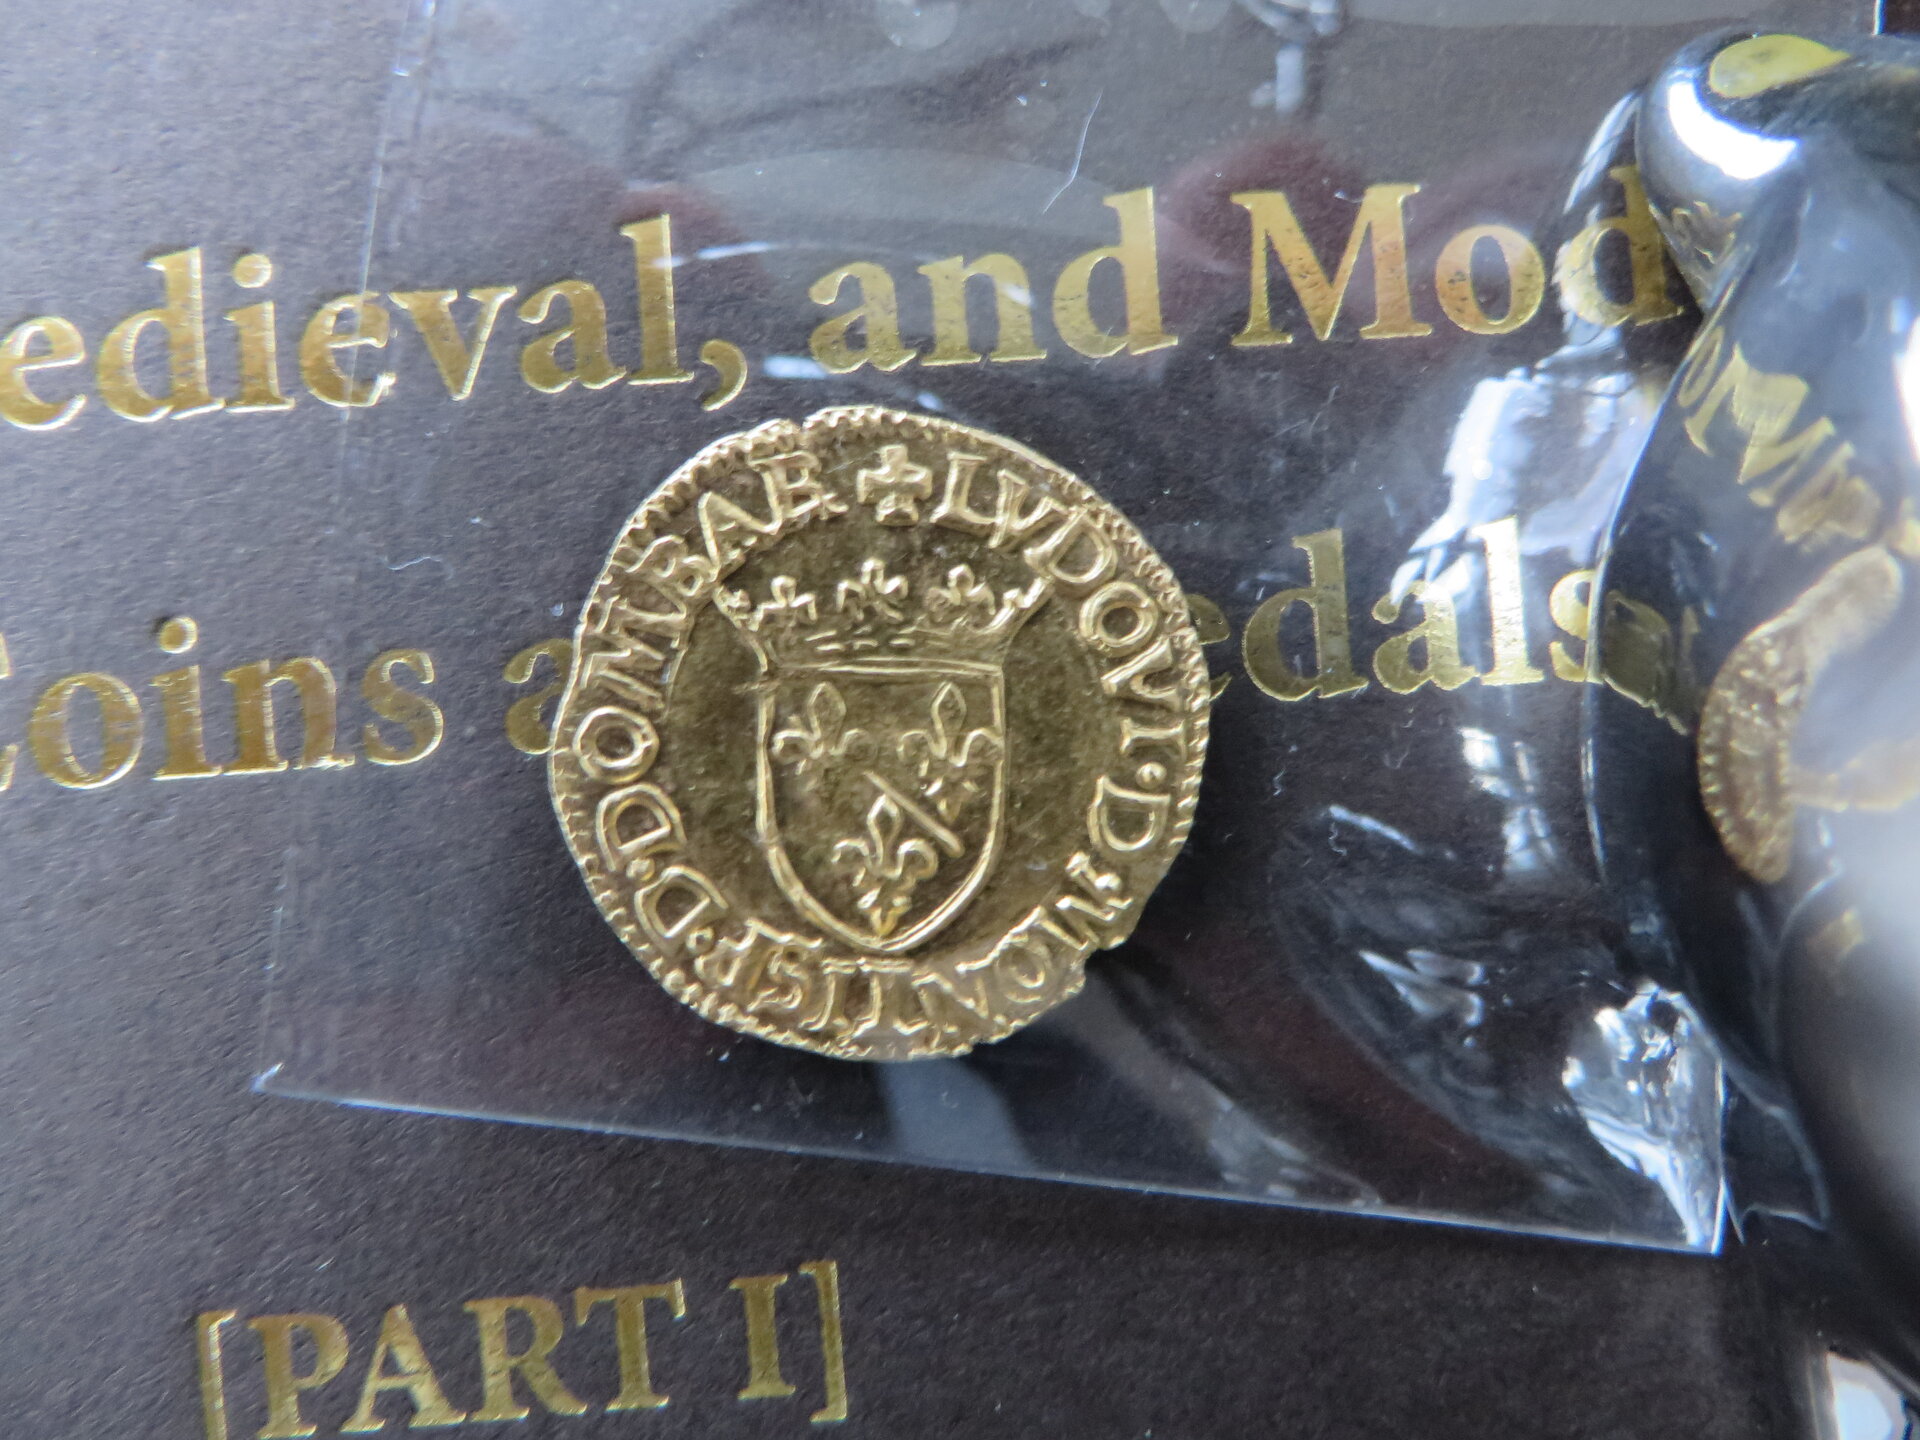 edieval, and Mod
Coins a edals
✠ LVDOVI·D MONTISP·D·DOMBAR
[PART I]